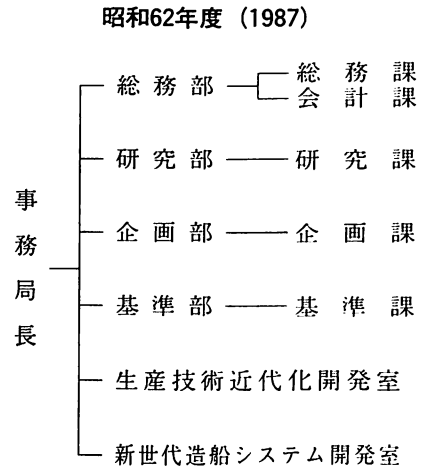 昭和62年度（1987）
事務局長
総務部
総務課
会計課
研究部
研究課
企画部
企画課
基準部
基準課
生産技術近代化開発室
新世代造船システム開発室